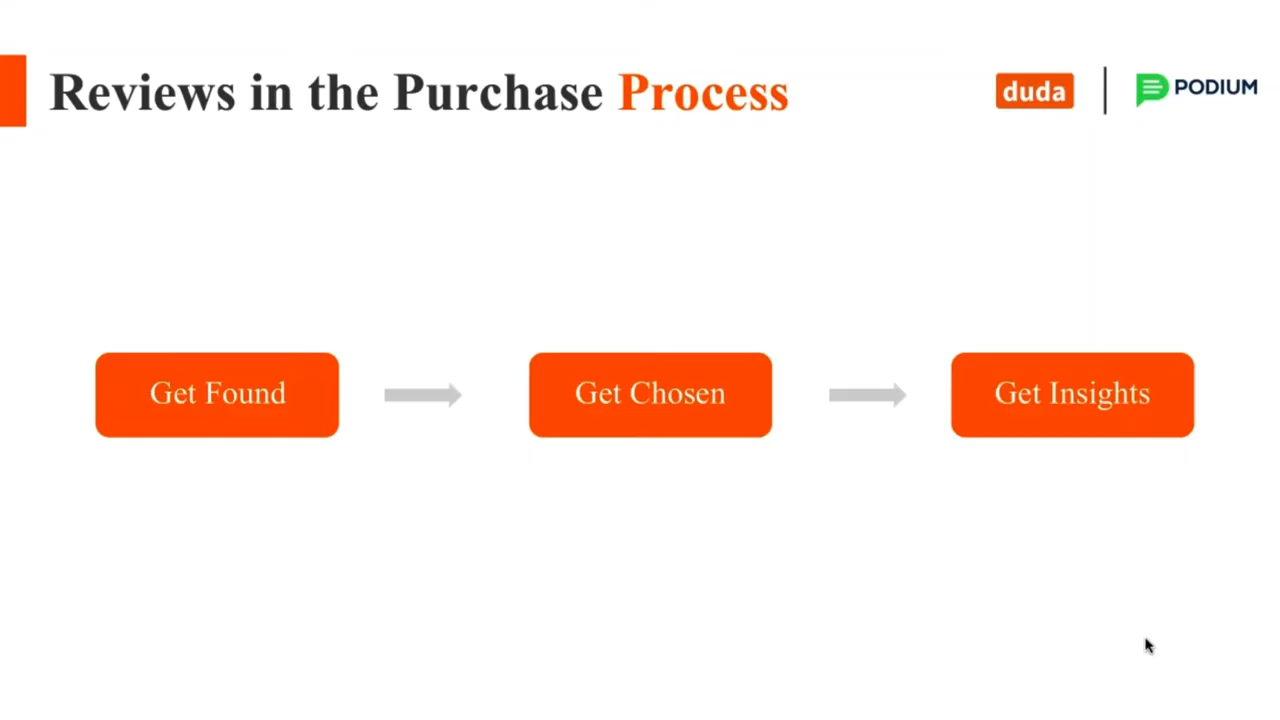 Reviews in the Purchase Process
duda
PODIUM
Get Found
Get Chosen
Get Insights